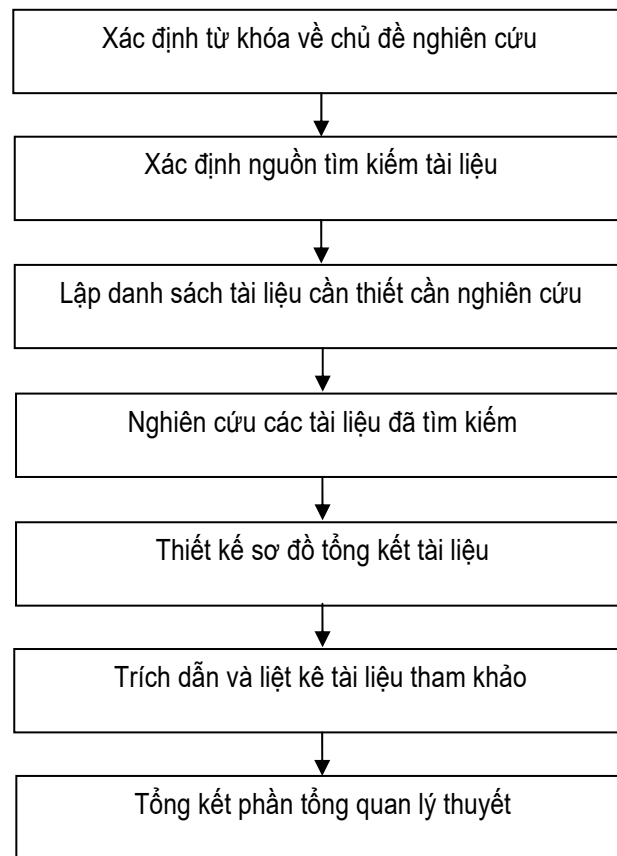 Xác định từ khóa về chủ đề nghiên cứu
Xác định nguồn tìm kiếm tài liệu
Lập danh sách tài liệu cần thiết cần nghiên cứu
Nghiên cứu các tài liệu đã tìm kiếm
Thiết kế sơ đồ tổng kết tài liệu
Trích dẫn và liệt kê tài liệu tham khảo
Tổng kết phần tổng quan lý thuyết